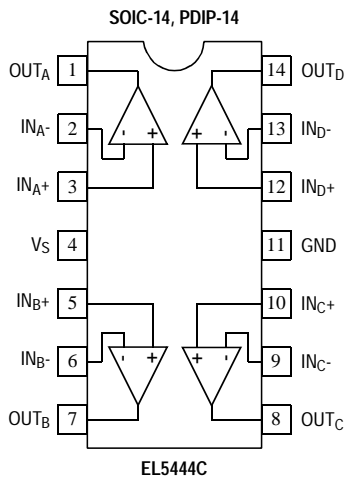 SOIC-14, PDIP-14
OUTA 1 14 OUTD
INA- 2 - + + - 13 IND-
INA+ 3 12 IND+
VS 4 11 GND
INB+ 5 10 INC+
INB- 6 - + + - 9 INC-
OUTB 7 8 OUTC
EL5444C